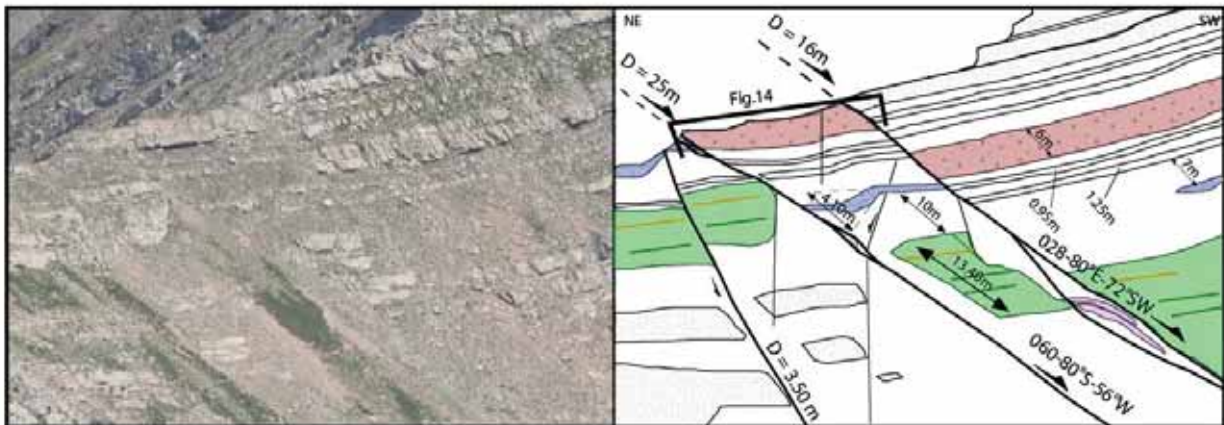 NE
SW
D = 16m
D = 25m
Fig.14
6m
7m
4.10m
10m
0.95m
1.25m
13.40m
028-80°E-72°SW
060-80°S-56°W
D = 3.50 m